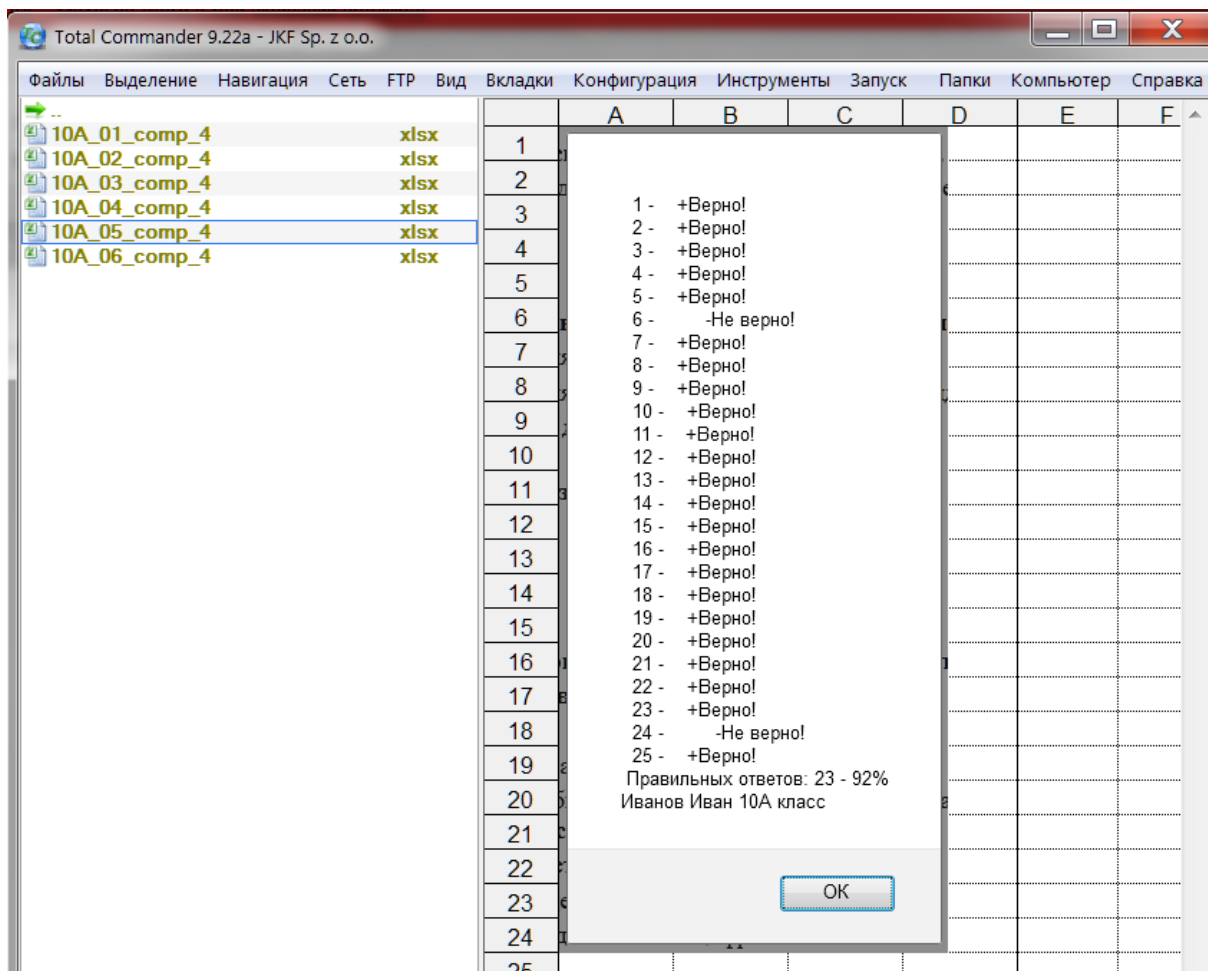 Total Commander 9.22a - JKF Sp. z o.o.
Файлы Выделение Навигация Сеть FTP Вид Вкладки Конфигурация Инструменты Запуск Папки Компьютер Справка
..
10A_01_comp_4 xlsx
10A_02_comp_4 xlsx
10A_03_comp_4 xlsx
10A_04_comp_4 xlsx
10A_05_comp_4 xlsx
10A_06_comp_4 xlsx
A B C D E F
1
2
3
4
5
6
7
8
9
10
11
12
13
14
15
16
17
18
19
20
21
22
23
24
25
1 - +Верно!
2 - +Верно!
3 - +Верно!
4 - +Верно!
5 - +Верно!
6 - -Не верно!
7 - +Верно!
8 - +Верно!
9 - +Верно!
10 - +Верно!
11 - +Верно!
12 - +Верно!
13 - +Верно!
14 - +Верно!
15 - +Верно!
16 - +Верно!
17 - +Верно!
18 - +Верно!
19 - +Верно!
20 - +Верно!
21 - +Верно!
22 - +Верно!
23 - +Верно!
24 - -Не верно!
25 - +Верно!
Правильных ответов: 23 - 92%
Иванов Иван 10А класс
ОК